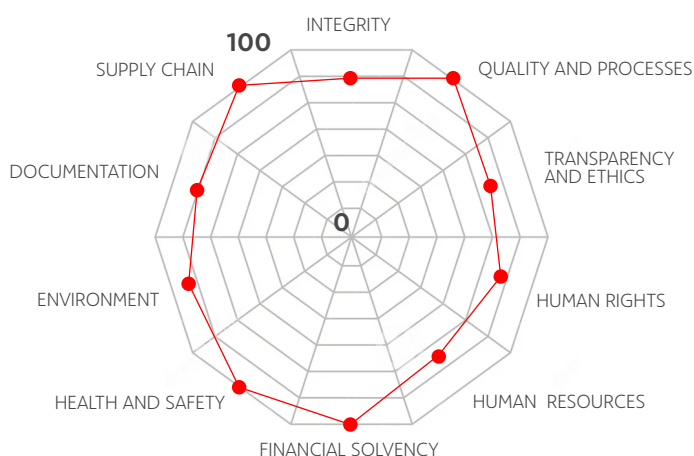 INTEGRITY
100
SUPPLY CHAIN
QUALITY AND PROCESSES
DOCUMENTATION
TRANSPARENCY
AND ETHICS
0
ENVIRONMENT
HUMAN RIGHTS
HEALTH AND SAFETY
HUMAN RESOURCES
FINANCIAL SOLVENCY